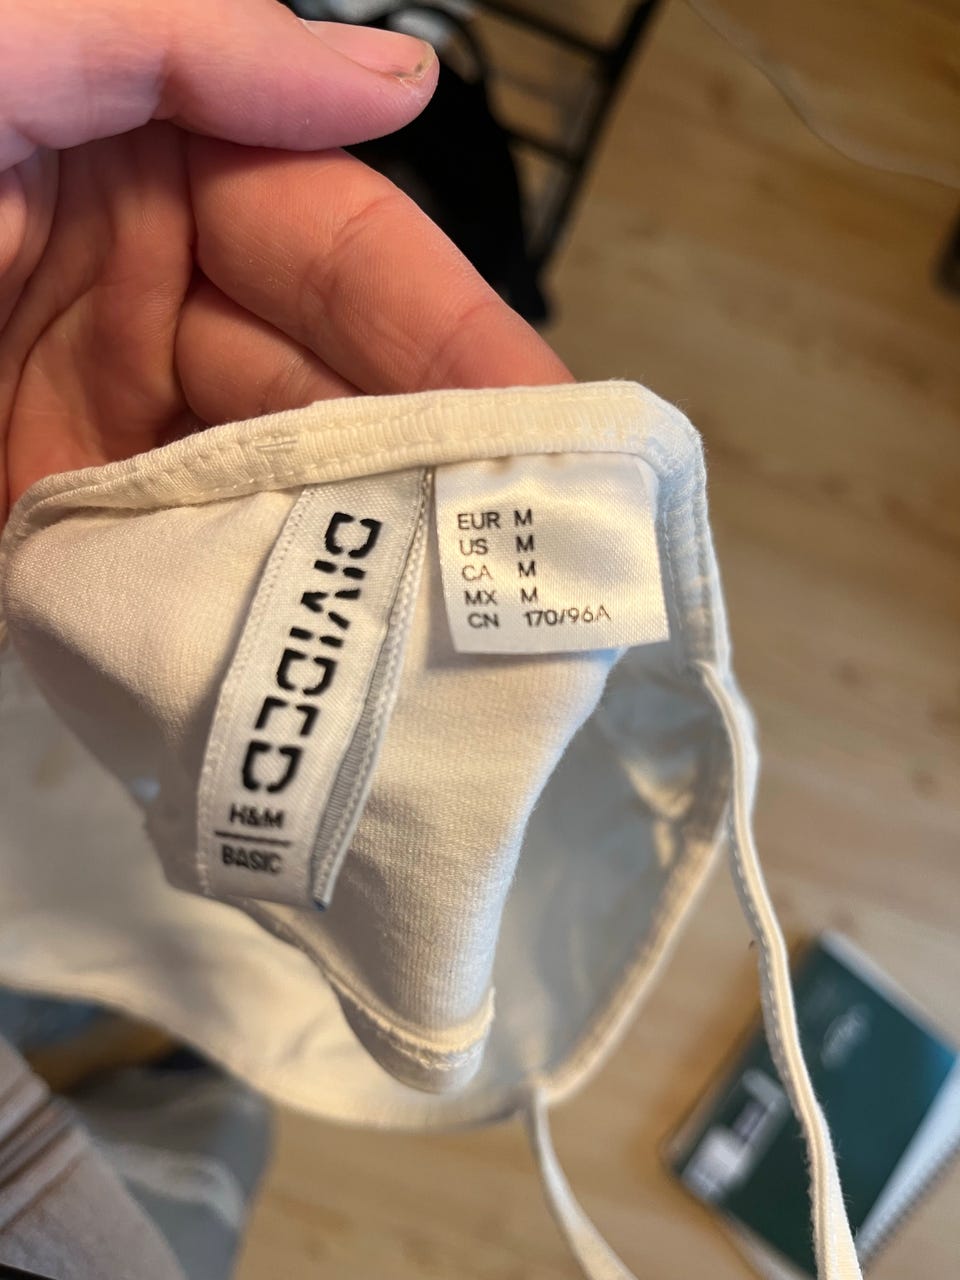 DIVIDED
H&M
BASIC
EUR M
US M
CA M
MX M
CN 170/96A